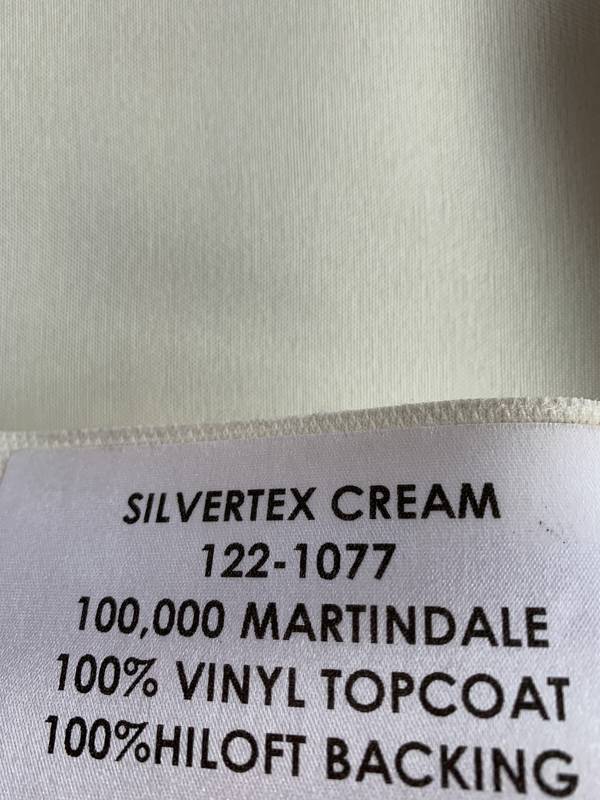 SILVERTEX CREAM
122-1077
100,000 MARTINDALE
100% VINYL TOPCOAT
100%HILOFT BACKING